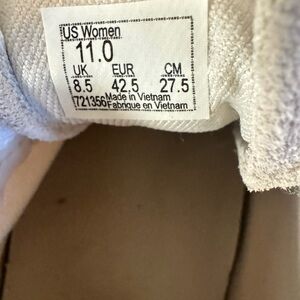 US Women
11.0
UK EUR CM
8.5 42.5 27.5
721356 Made in Vietnam
Fabrique en Vietnam